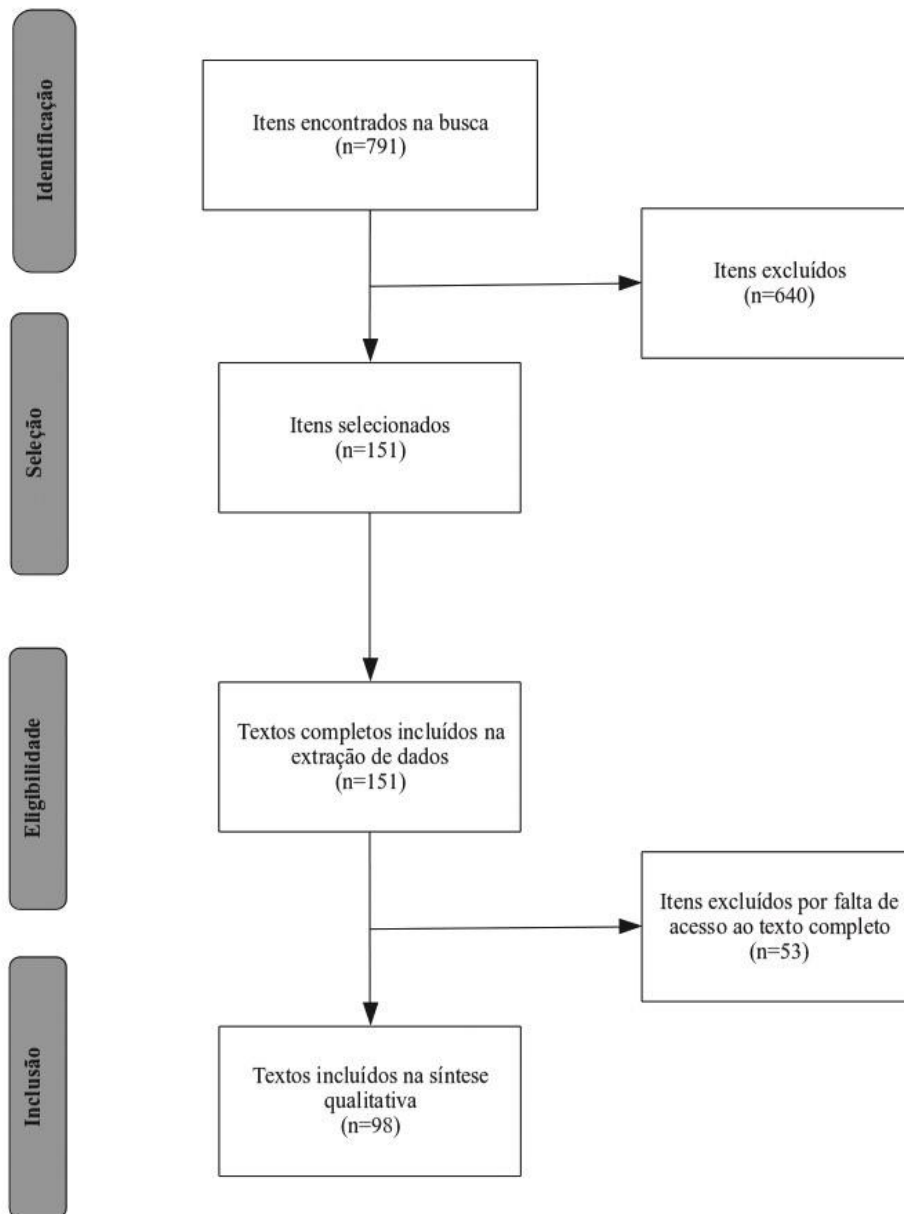 Identificação
Itens encontrados na busca
(n=791)
Itens excluídos
(n=640)
Seleção
Itens selecionados
(n=151)
Eligibilidade
Textos completos incluídos na
extração de dados
(n=151)
Itens excluídos por falta de
acesso ao texto completo
(n=53)
Inclusão
Textos incluídos na síntese
qualitativa
(n=98)